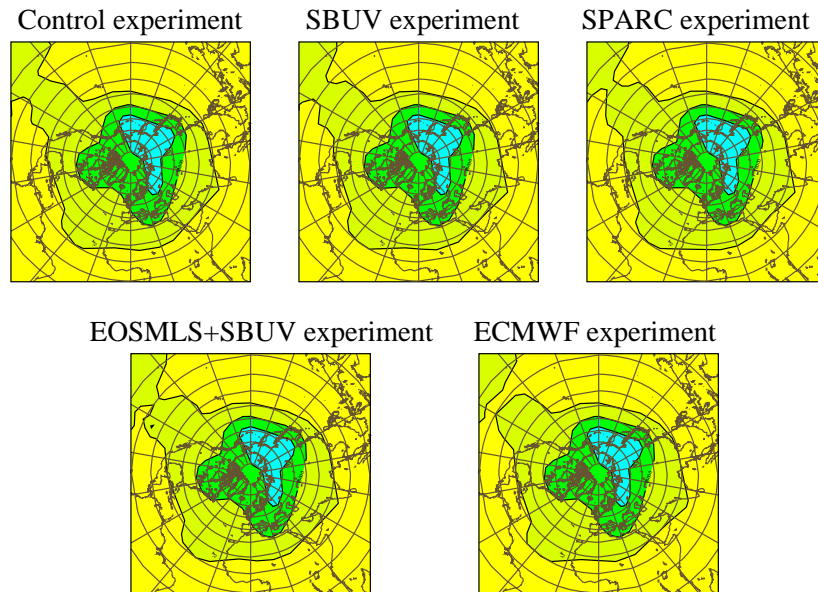 Control experiment
SBUV experiment
SPARC experiment
EOSMLS+SBUV experiment
ECMWF experiment